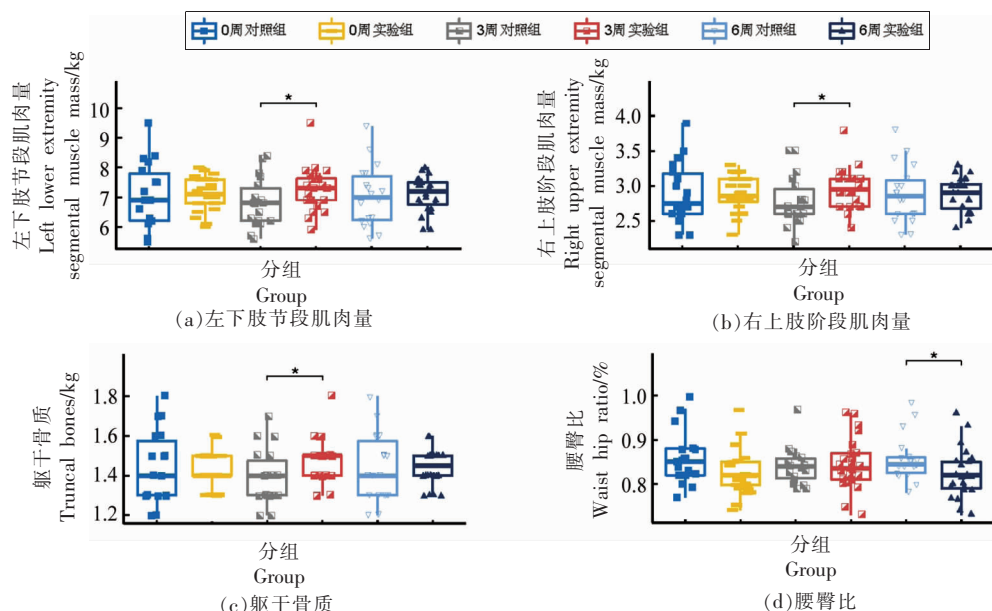 0周对照组 0周实验组 3周对照组 3周实验组 6周对照组 6周实验组
左下肢节段肌肉量
Left lower extremity
segmental muscle mass/kg
10
9
8
7
6
*
分组
Group
(a)左下肢节段肌肉量
右上肢阶段肌肉量
Right upper extremity
segmental muscle mass/kg
4.0
3.5
3.0
2.5
*
分组
Group
(b)右上肢阶段肌肉量
躯干骨质
Truncal bones/kg
1.8
1.6
1.4
1.2
*
分组
Group
(c)躯干骨质
腰臀比
Waist hip ratio/%
1.0
0.9
0.8
*
分组
Group
(d)腰臀比